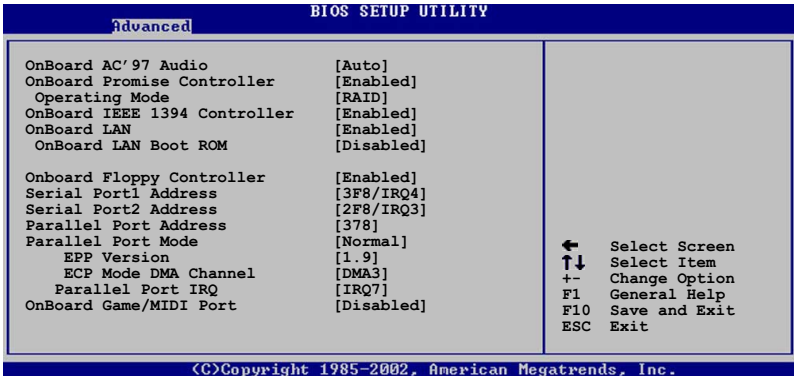 BIOS SETUP UTILITY
Advanced
OnBoard AC'97 Audio [Auto]
OnBoard Promise Controller [Enabled]
Operating Mode [RAID]
OnBoard IEEE 1394 Controller [Enabled]
OnBoard LAN [Enabled]
OnBoard LAN Boot ROM [Disabled]
Onboard Floppy Controller [Enabled]
Serial Port1 Address [3F8/IRQ4]
Serial Port2 Address [2F8/IRQ3]
Parallel Port Address [378]
Parallel Port Mode [Normal]
EPP Version [1.9]
ECP Mode DMA Channel [DMA3]
Parallel Port IRQ [IRQ7]
OnBoard Game/MIDI Port [Disabled]
← Select Screen
↑↓ Select Item
+- Change Option
F1 General Help
F10 Save and Exit
ESC Exit
(C)Copyright 1985-2002, American Megatrends, Inc.